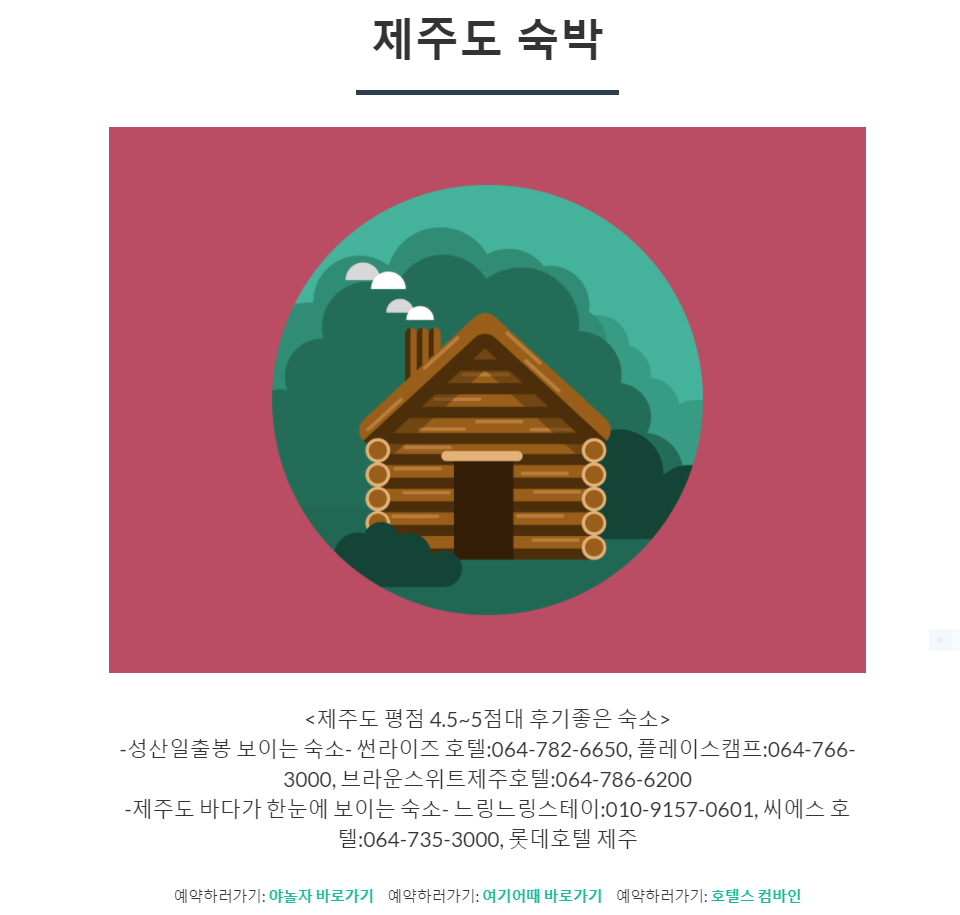 제주도 숙박
<제주도 평점 4.5~5점대 후기좋은 숙소>
-성산일출봉 보이는 숙소- 썬라이즈 호텔:064-782-6650, 플레이스캠프:064-766-
3000, 브라운스위트제주호텔:064-786-6200
-제주도 바다가 한눈에 보이는 숙소- 느링느링스테이:010-9157-0601, 씨에스 호
텔:064-735-3000, 롯데호텔 제주
예약하러가기: 야놀자 바로가기 예약하러가기: 여기어때 바로가기 예약하러가기: 호텔스 컴바인